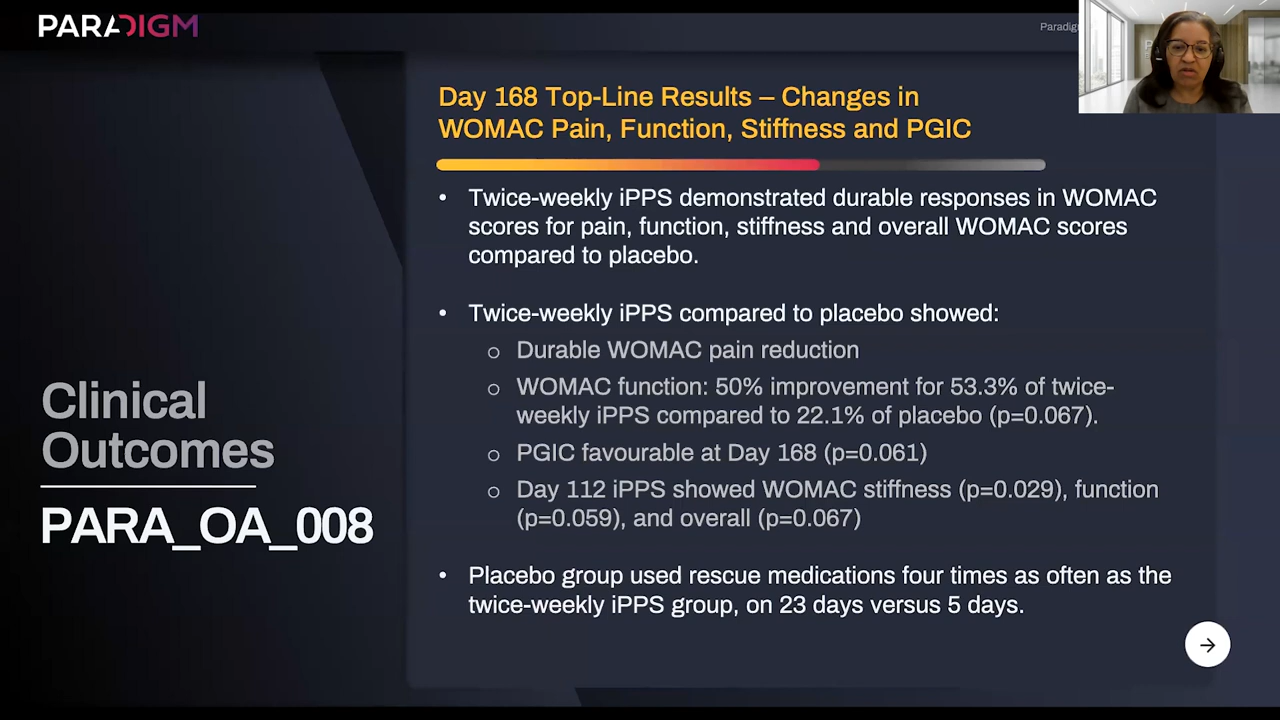 PARADIGM
Day 168 Top-Line Results – Changes in
WOMAC Pain, Function, Stiffness and PGIC
• Twice-weekly iPPS demonstrated durable responses in WOMAC
scores for pain, function, stiffness and overall WOMAC scores
compared to placebo.
• Twice-weekly iPPS compared to placebo showed:
o Durable WOMAC pain reduction
o WOMAC function: 50% improvement for 53.3% of twice-
weekly iPPS compared to 22.1% of placebo (p=0.067).
o PGIC favourable at Day 168 (p=0.061)
o Day 112 iPPS showed WOMAC stiffness (p=0.029), function
(p=0.059), and overall (p=0.067)
• Placebo group used rescue medications four times as often as the
twice-weekly iPPS group, on 23 days versus 5 days.
Clinical
Outcomes
PARA_OA_008